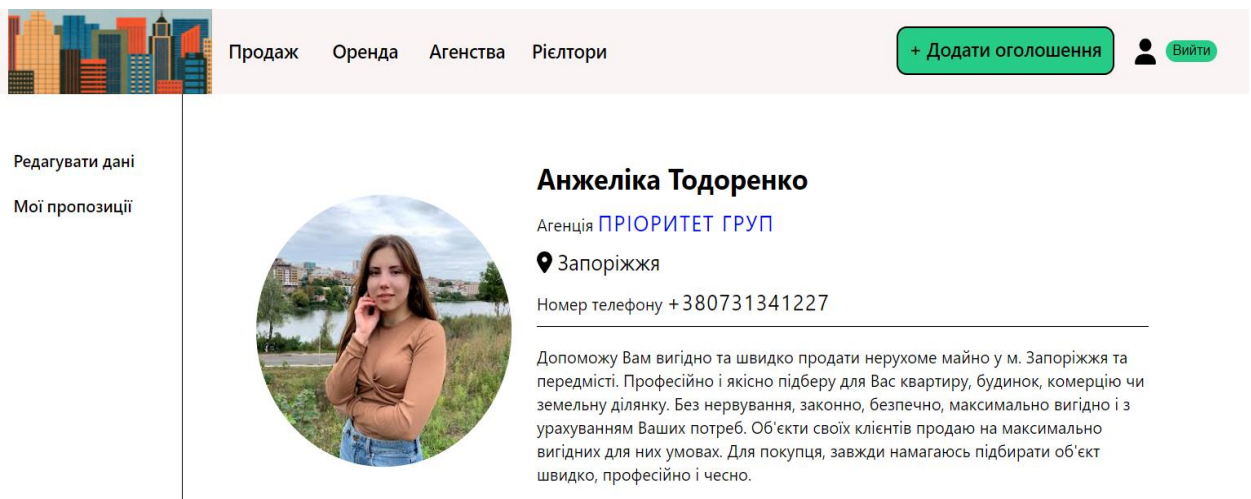 Продаж Оренда Агенства Рієлтори + Додати оголошення Вийти
Редагувати дані
Мої пропозиції
Анжеліка Тодоренко
Агенція ПРІОРИТЕТ ГРУП
Запоріжжя
Номер телефону +380731341227
Допоможу Вам вигідно та швидко продати нерухоме майно у м. Запоріжжя та
передмісті. Професійно і якісно підберу для Вас квартиру, будинок, комерцію чи
земельну ділянку. Без нервування, законно, безпечно, максимально вигідно і з
урахуванням Ваших потреб. Об'єкти своїх клієнтів продаю на максимально
вигідних для них умовах. Для покупця, завжди намагаюсь підбирати об'єкт
швидко, професійно і чесно.